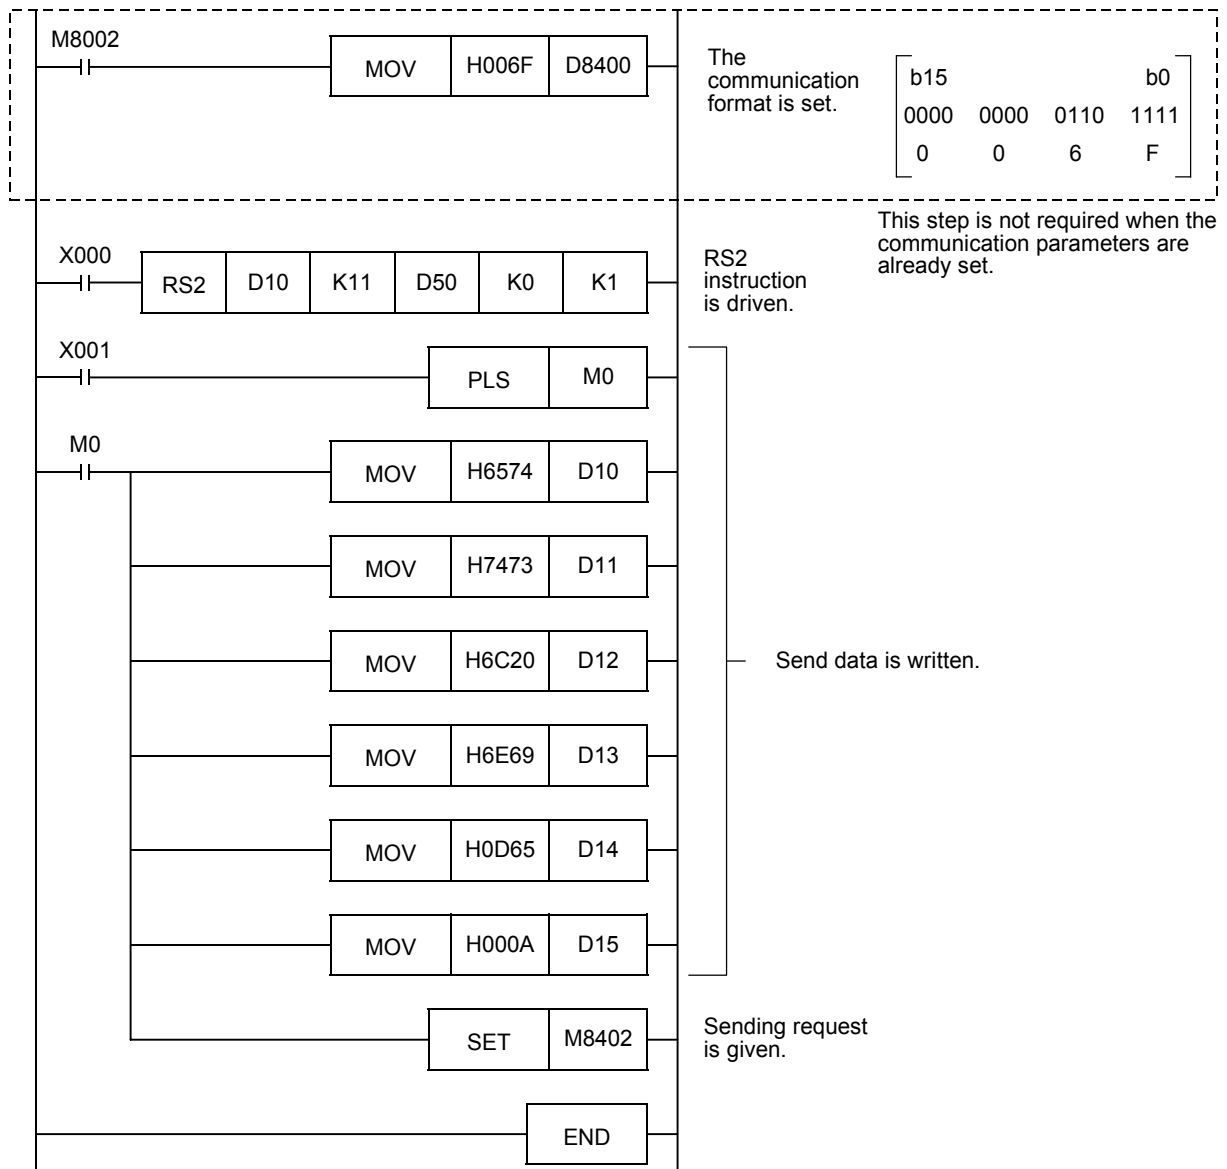 M8002
MOV H006F D8400
The
communication
format is set.
b15 b0
0000 0000 0110 1111
0 0 6 F
This step is not required when the
communication parameters are
already set.
X000
RS2 D10 K11 D50 K0 K1
RS2
instruction
is driven.
X001
PLS M0
M0
MOV H6574 D10
MOV H7473 D11
MOV H6C20 D12
Send data is written.
MOV H6E69 D13
MOV H0D65 D14
MOV H000A D15
SET M8402
Sending request
is given.
END